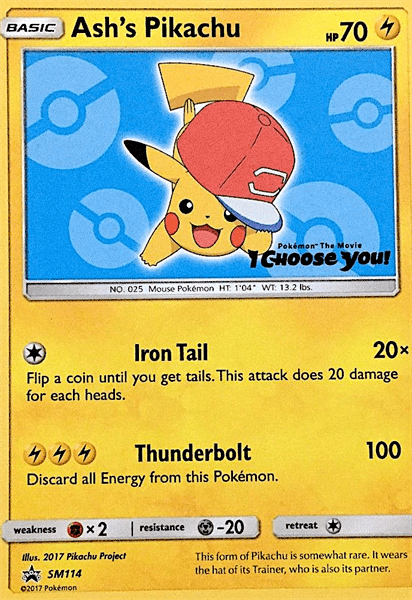 BASIC Ash's Pikachu HP70
Pokémon™ The Movie
I Choose You!
NO. 025 Mouse Pokémon HT: 1'04" WT: 13.2 lbs.
Iron Tail 20×
Flip a coin until you get tails. This attack does 20 damage
for each heads.
Thunderbolt 100
Discard all Energy from this Pokémon.
weakness ×2 resistance -20 retreat
Illus. 2017 Pikachu Project
SM114
©2017 Pokémon
This form of Pikachu is somewhat rare. It wears
the hat of its Trainer, who is also its partner.